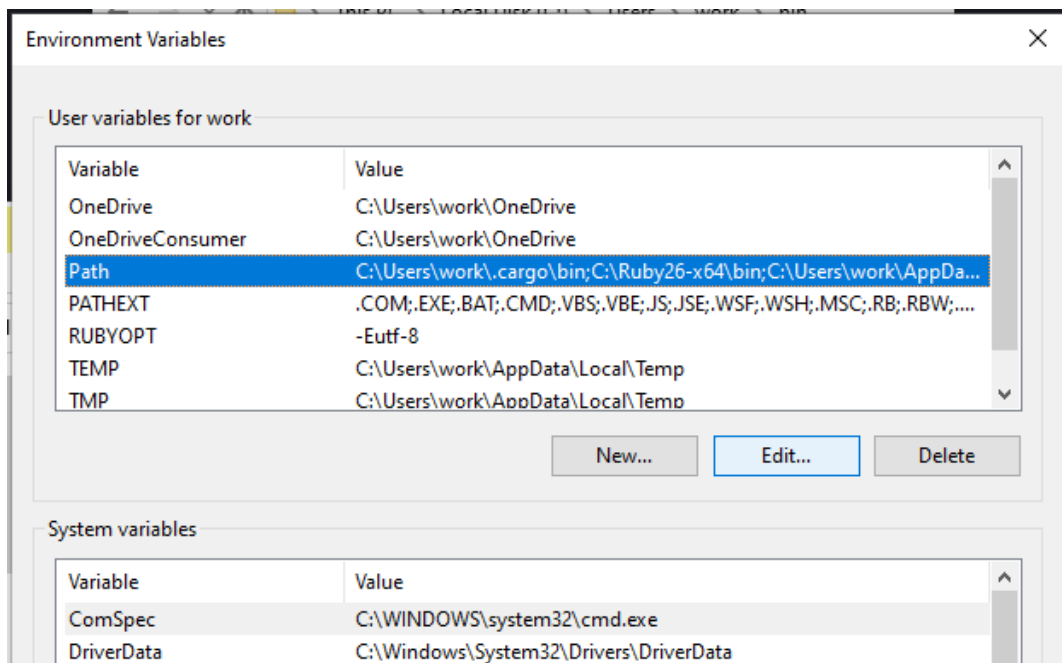 Environment Variables
User variables for work
Variable Value
OneDrive C:\Users\work\OneDrive
OneDriveConsumer C:\Users\work\OneDrive
Path C:\Users\work\.cargo\bin;C:\Ruby26-x64\bin;C:\Users\work\AppDa...
PATHEXT .COM;.EXE;.BAT;.CMD;.VBS;.VBE;.JS;.JSE;.WSF;.WSH;.MSC;.RB;.RBW;....
RUBYOPT -Eutf-8
TEMP C:\Users\work\AppData\Local\Temp
TMP C:\Users\work\AppData\Local\Temp
New... Edit... Delete
System variables
Variable Value
ComSpec C:\WINDOWS\system32\cmd.exe
DriverData C:\Windows\System32\Drivers\DriverData